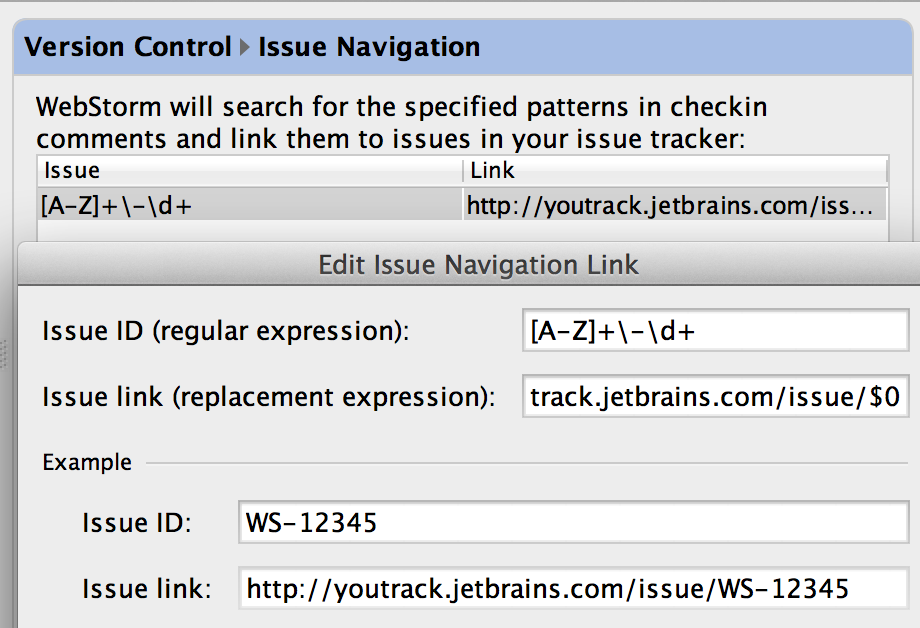 Version Control ▸ Issue Navigation
WebStorm will search for the specified patterns in checkin
comments and link them to issues in your issue tracker:
Issue Link
[A-Z]+\-\d+ http://youtrack.jetbrains.com/iss...
Edit Issue Navigation Link
Issue ID (regular expression): [A-Z]+\-\d+
Issue link (replacement expression): track.jetbrains.com/issue/$0
Example
Issue ID: WS-12345
Issue link: http://youtrack.jetbrains.com/issue/WS-12345